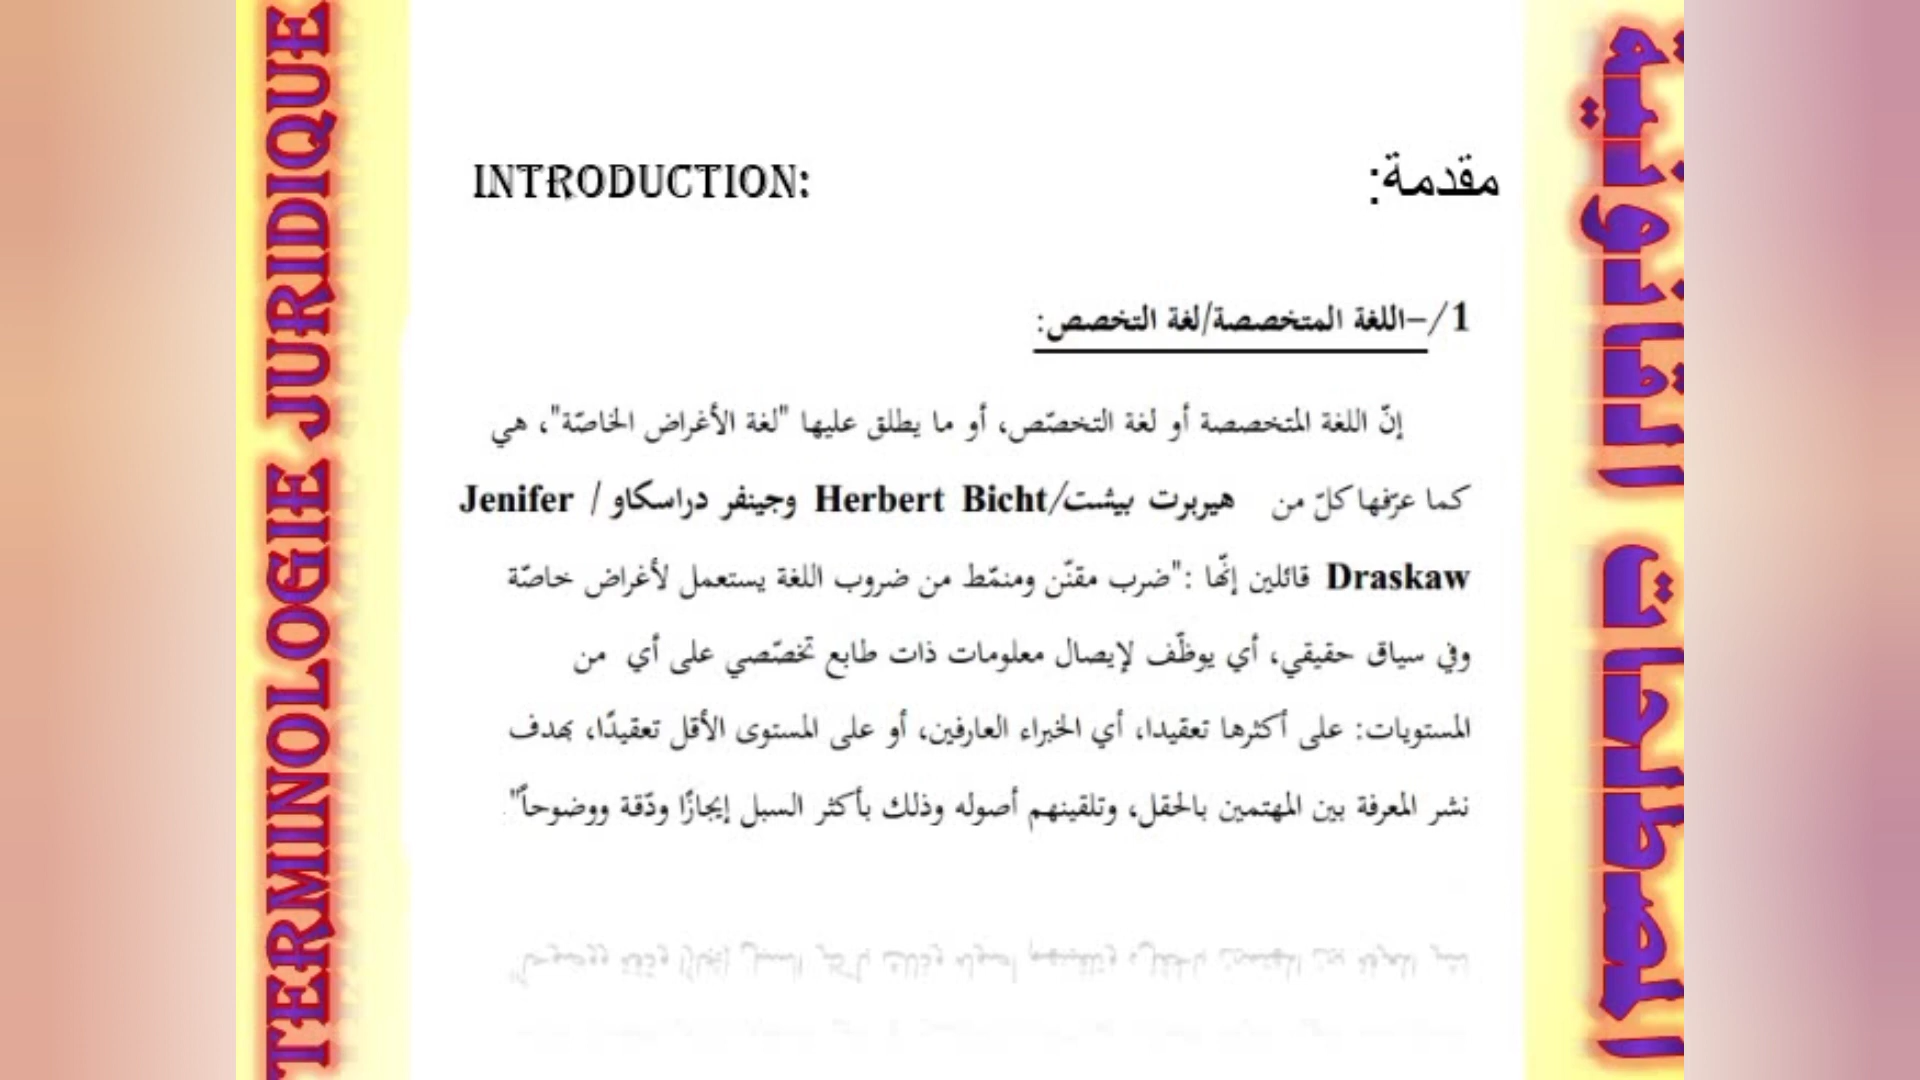 TERMINOLOGIE JURIDIQUE
المصطلحات القانونية
INTRODUCTION:
مقدمة:
1/-اللغة المتخصصة/لغة التخصص:
إنّ اللغة المتخصصة أو لغة التخصّص، أو ما يطلق عليها "لغة الأغراض الخاصّة"، هي
كما عرّفها كلّ من هيربرت بيشت/Herbert Bicht وجينفر دراسكاو / Jenifer
Draskaw قائلين إنّها :"ضرب مقنّن ومنمّط من ضروب اللغة يستعمل لأغراض خاصّة
وفي سياق حقيقي، أي يوظّف لإيصال معلومات ذات طابع تخصّصي على أي من
المستويات: على أكثرها تعقيدا، أي الخبراء العارفين، أو على المستوى الأقل تعقيدًا، بهدف
نشر المعرفة بين المهتمين بالحقل، وتلقينهم أصوله وذلك بأكثر السبل إيجازًا ودّقة ووضوحاً".